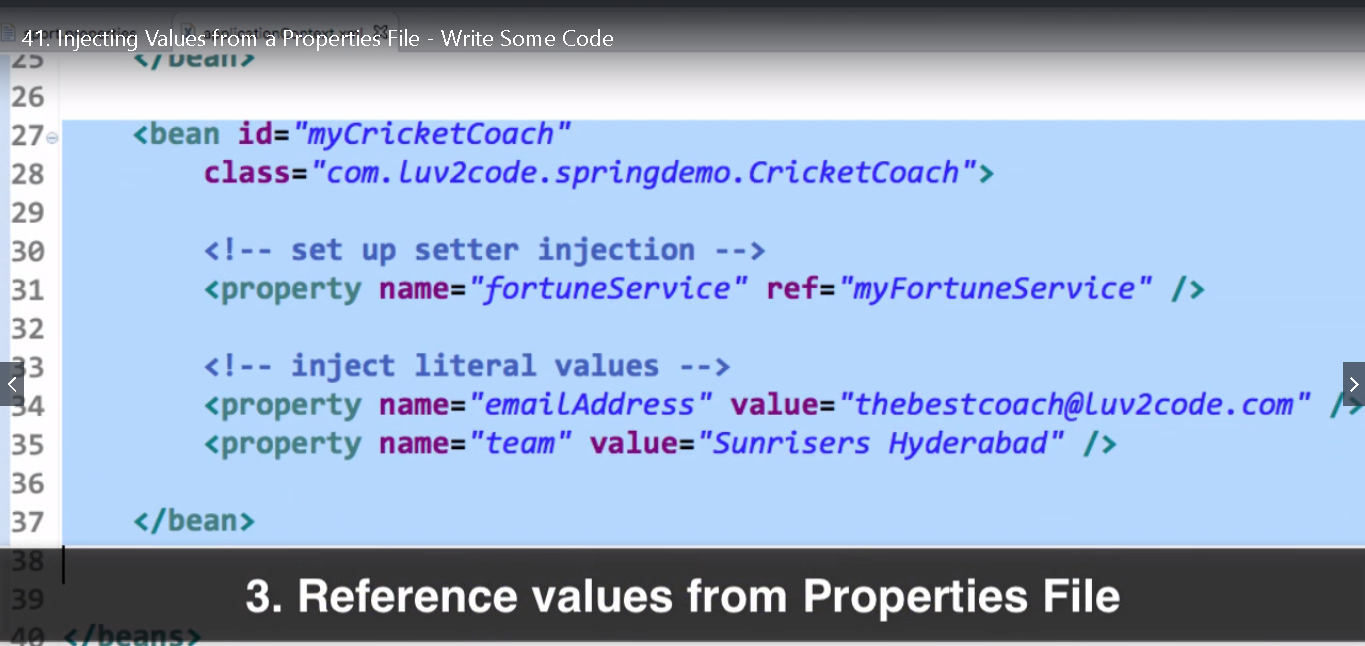 41. Injecting Values from a Properties File - Write Some Code
25 </bean>
26
27 <bean id="myCricketCoach"
28 class="com.luv2code.springdemo.CricketCoach">
29
30 <!-- set up setter injection -->
31 <property name="fortuneService" ref="myFortuneService" />
32
33 <!-- inject literal values -->
34 <property name="emailAddress" value="thebestcoach@luv2code.com" />
35 <property name="team" value="Sunrisers Hyderabad" />
36
37 </bean>
38
3. Reference values from Properties File
39
40 </beans>